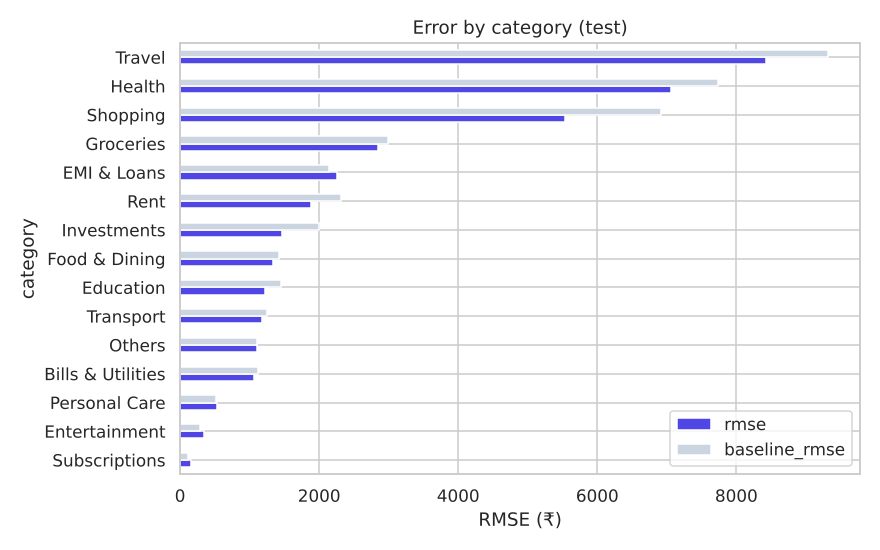 Error by category (test)
Travel
Health
Shopping
Groceries
EMI & Loans
Rent
Investments
Food & Dining
Education
Transport
Others
Bills & Utilities
Personal Care
Entertainment
Subscriptions
category
rmse
baseline_rmse
0 2000 4000 6000 8000
RMSE (₹)